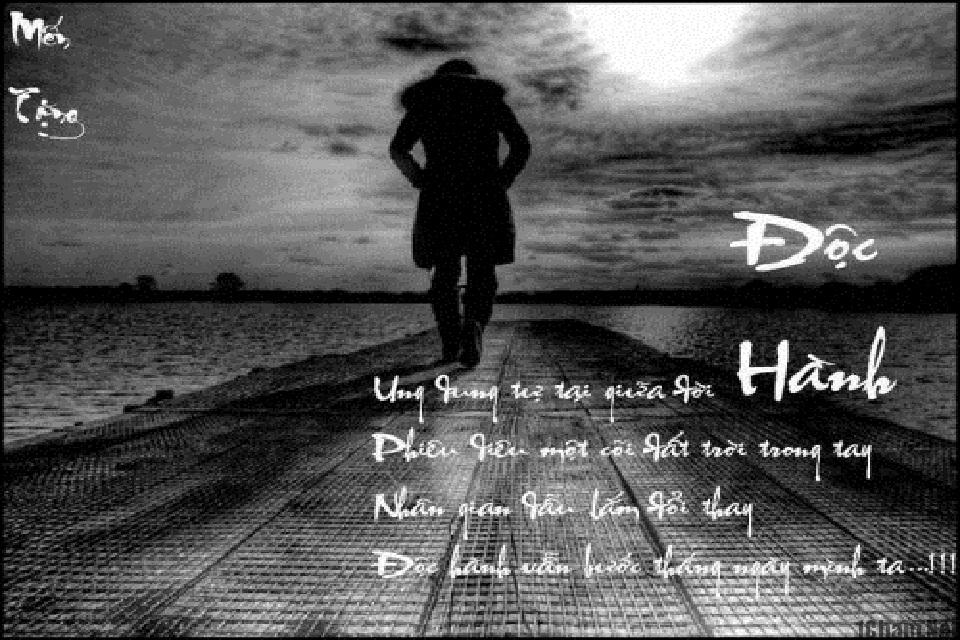 Mến
Tặng
Độc
Hành
Ung dung tự tại giữa đời
Phiêu diêu một cõi đất trời trong tay
Nhân gian dẫu lắm đổi thay
Độc hành vẫn bước tháng ngày mình ta...!!!